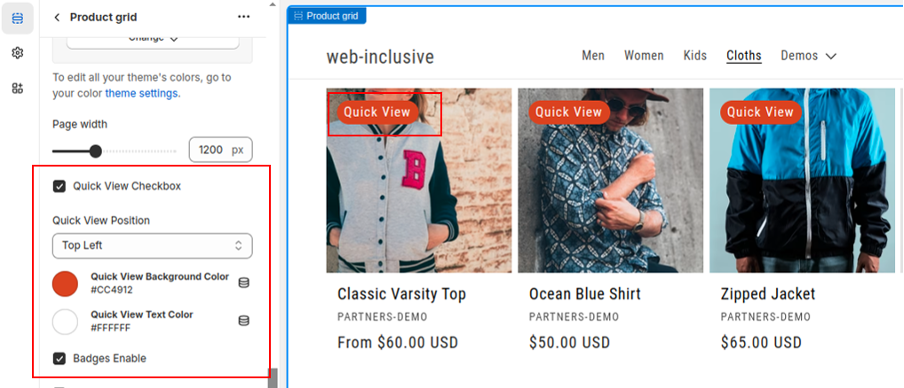 Product grid
Change
To edit all your theme's colors, go to
your color theme settings.
Page width
1200 px
Quick View Checkbox
Quick View Position
Top Left
Quick View Background Color
#CC4912
Quick View Text Color
#FFFFFF
Badges Enable
Product grid
web-inclusive
Men Women Kids Cloths Demos
Quick View Quick View Quick View
B
Classic Varsity Top Ocean Blue Shirt Zipped Jacket
PARTNERS-DEMO PARTNERS-DEMO PARTNERS-DEMO
From $60.00 USD $50.00 USD $65.00 USD